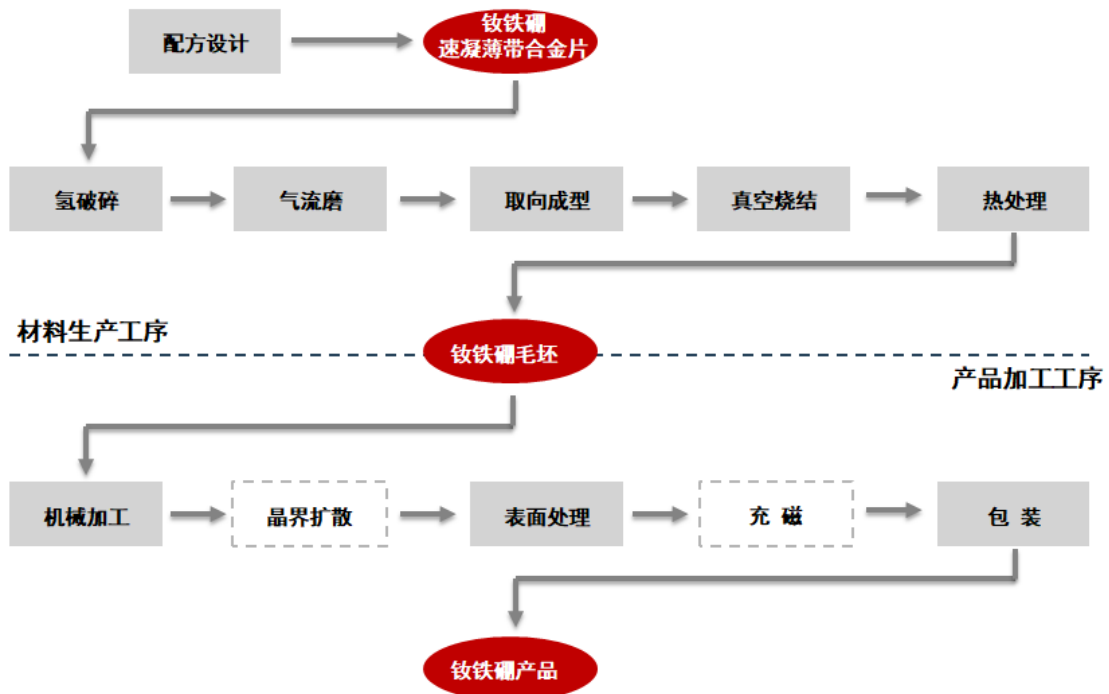 配方设计
钕铁硼
速凝薄带合金片
氢破碎
气流磨
取向成型
真空烧结
热处理
材料生产工序
钕铁硼毛坯
产品加工工序
机械加工
晶界扩散
表面处理
充 磁
包 装
钕铁硼产品